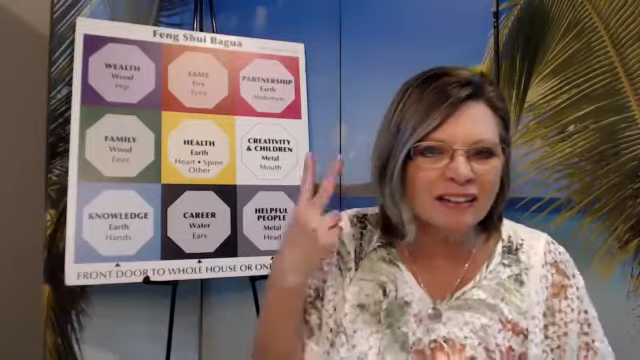 Feng Shui Bagua
WEALTH
Wood
Hip
FAME
Fire
Eyes
PARTNERSHIP
Earth
Abdomen
FAMILY
Wood
Feet
HEALTH
Earth
Heart • Spine
Other
CREATIVITY
& CHILDREN
Metal
Mouth
KNOWLEDGE
Earth
Hands
CAREER
Water
Ears
HELPFUL
PEOPLE
Metal
Head
FRONT DOOR TO WHOLE HOUSE OR